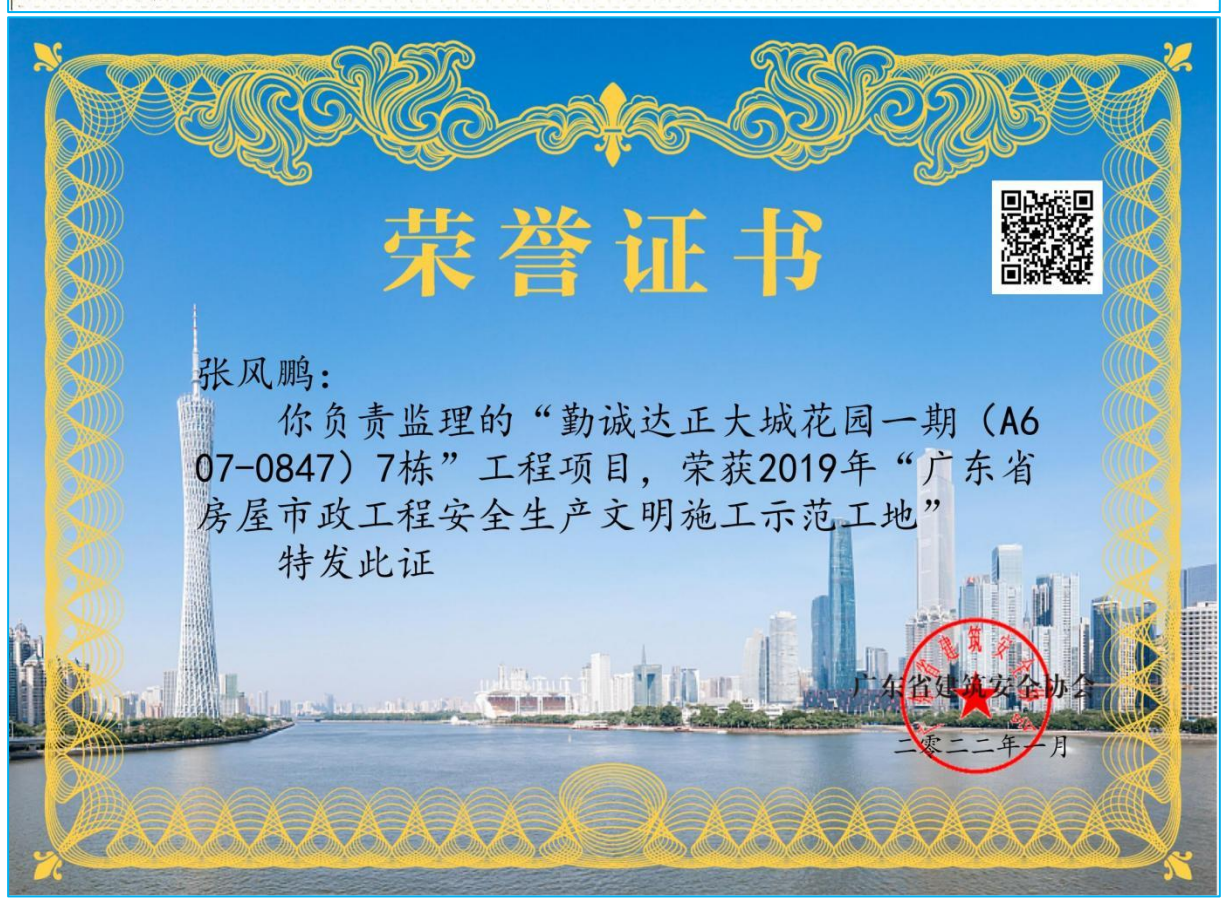 荣誉证书
张风鹏：
你负责监理的“勤诚达正大城花园一期（A6
07-0847）7栋”工程项目，荣获2019年“广东省
房屋市政工程安全生产文明施工示范工地”
特发此证
广东省建筑安全协会
二零二二年一月